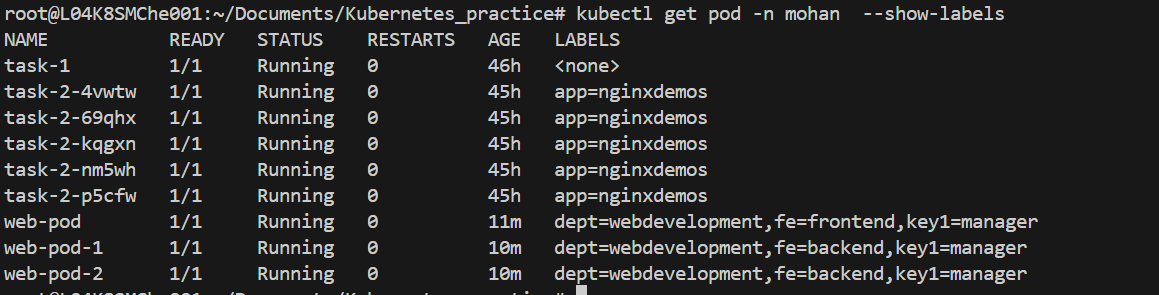 root@L04K8SMChe001:~/Documents/Kubernetes_practice# kubectl get pod -n mohan  --show-labels
NAME           READY   STATUS    RESTARTS   AGE   LABELS
task-1         1/1     Running   0          46h   <none>
task-2-4vwtw   1/1     Running   0          45h   app=nginxdemos
task-2-69qhx   1/1     Running   0          45h   app=nginxdemos
task-2-kqgxn   1/1     Running   0          45h   app=nginxdemos
task-2-nm5wh   1/1     Running   0          45h   app=nginxdemos
task-2-p5cfw   1/1     Running   0          45h   app=nginxdemos
web-pod        1/1     Running   0          11m   dept=webdevelopment,fe=frontend,key1=manager
web-pod-1      1/1     Running   0          10m   dept=webdevelopment,fe=backend,key1=manager
web-pod-2      1/1     Running   0          10m   dept=webdevelopment,fe=backend,key1=manager